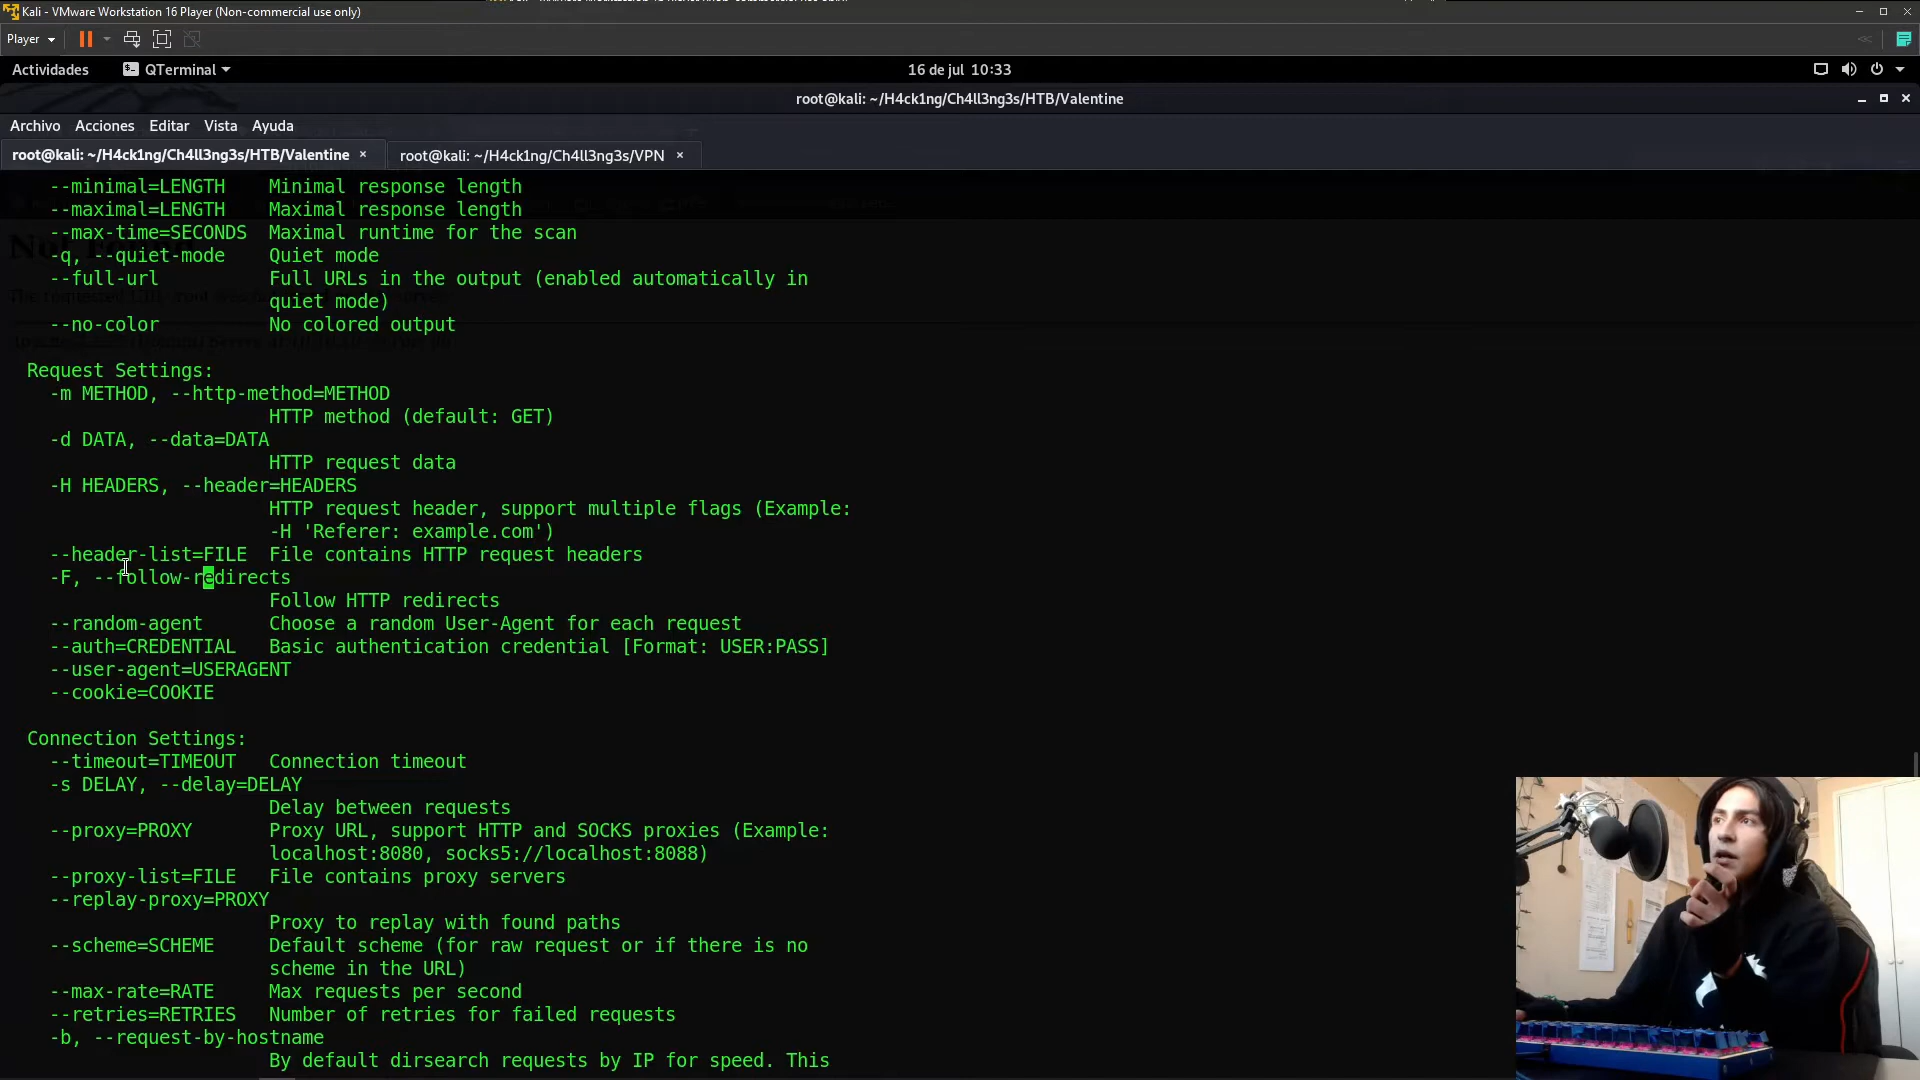 Kali - VMware Workstation 16 Player (Non-commercial use only)
Player
Actividades
QTerminal
16 de jul 10:33
root@kali: ~/H4ck1ng/Ch4ll3ng3s/HTB/Valentine
Archivo Acciones Editar Vista Ayuda
root@kali: ~/H4ck1ng/Ch4ll3ng3s/HTB/Valentine
root@kali: ~/H4ck1ng/Ch4ll3ng3s/VPN
--minimal=LENGTH Minimal response length
--maximal=LENGTH Maximal response length
--max-time=SECONDS Maximal runtime for the scan
-q, --quiet-mode Quiet mode
--full-url Full URLs in the output (enabled automatically in
quiet mode)
--no-color No colored output
Request Settings:
-m METHOD, --http-method=METHOD
HTTP method (default: GET)
-d DATA, --data=DATA
HTTP request data
-H HEADERS, --header=HEADERS
HTTP request header, support multiple flags (Example:
-H 'Referer: example.com')
--header-list=FILE File contains HTTP request headers
-F, --follow-redirects
Follow HTTP redirects
--random-agent Choose a random User-Agent for each request
--auth=CREDENTIAL Basic authentication credential [Format: USER:PASS]
--user-agent=USERAGENT
--cookie=COOKIE
Connection Settings:
--timeout=TIMEOUT Connection timeout
-s DELAY, --delay=DELAY
Delay between requests
--proxy=PROXY Proxy URL, support HTTP and SOCKS proxies (Example:
localhost:8080, socks5://localhost:8088)
--proxy-list=FILE File contains proxy servers
--replay-proxy=PROXY
Proxy to replay with found paths
--scheme=SCHEME Default scheme (for raw request or if there is no
scheme in the URL)
--max-rate=RATE Max requests per second
--retries=RETRIES Number of retries for failed requests
-b, --request-by-hostname
By default dirsearch requests by IP for speed. This